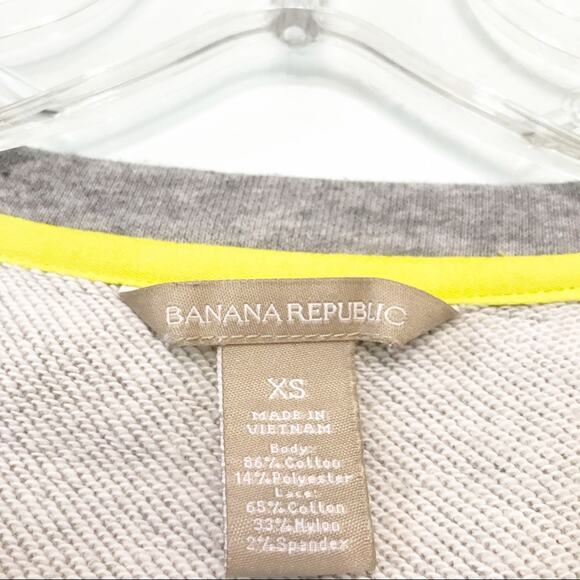 BANANA REPUBLIC
XS
MADE IN
VIETNAM
Body:
86% Cotton
14% Polyester
Lace:
65% Cotton
33% Nylon
2% Spandex